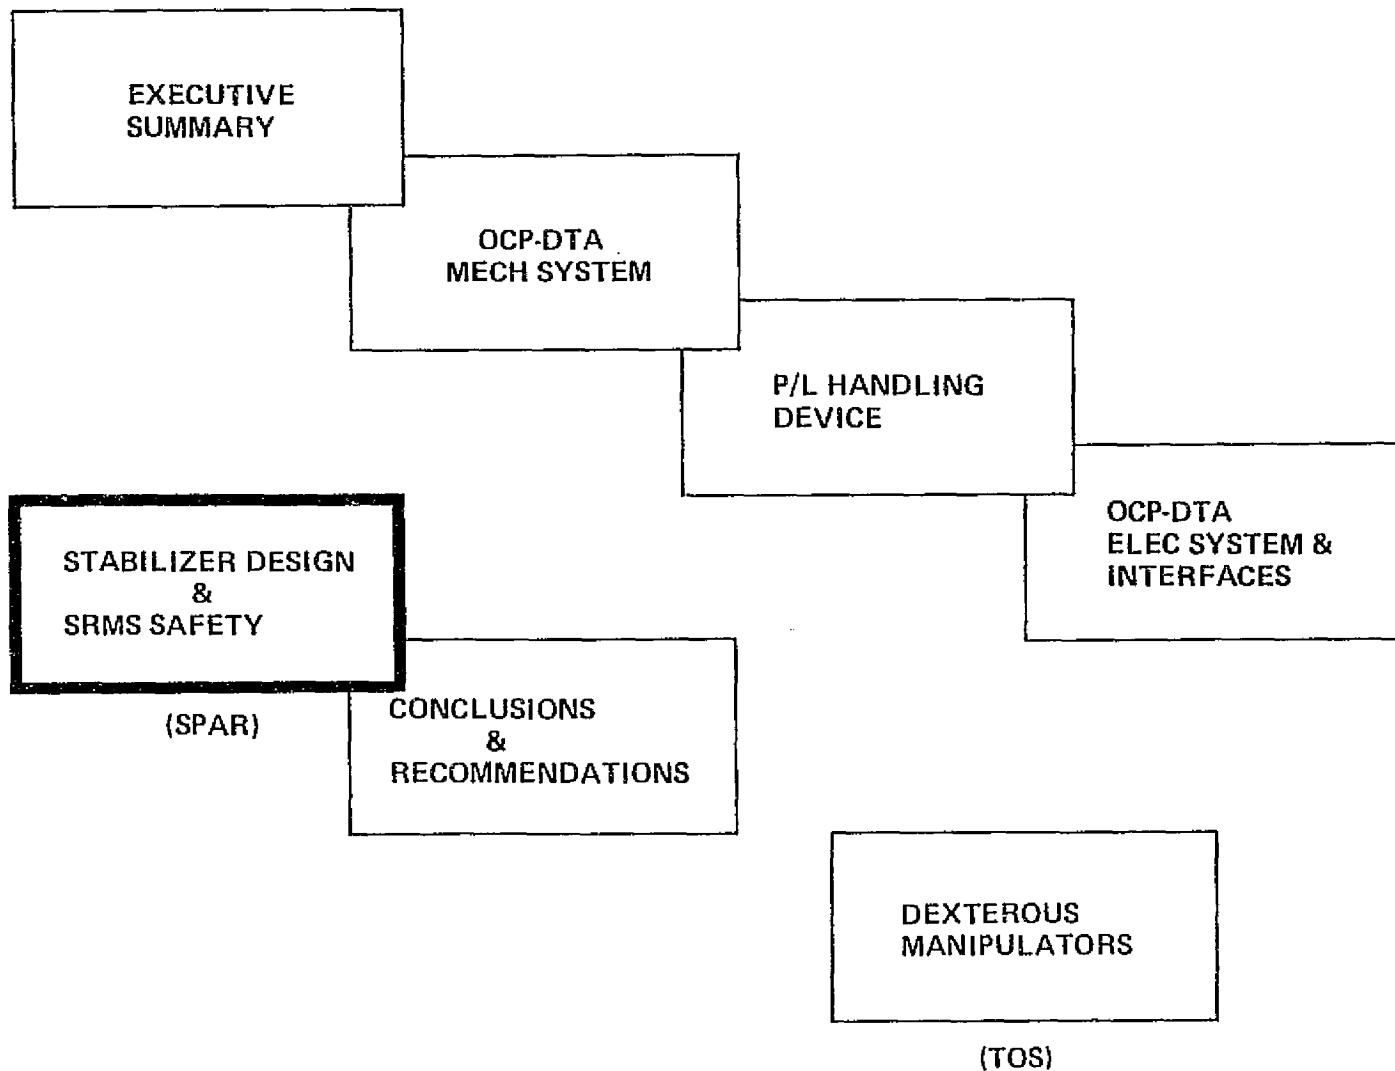 EXECUTIVE
SUMMARY
OCP-DTA
MECH SYSTEM
P/L HANDLING
DEVICE
OCP-DTA
ELEC SYSTEM &
INTERFACES
STABILIZER DESIGN
&
SRMS SAFETY
(SPAR)
CONCLUSIONS
&
RECOMMENDATIONS
DEXTEROUS
MANIPULATORS
(TOS)